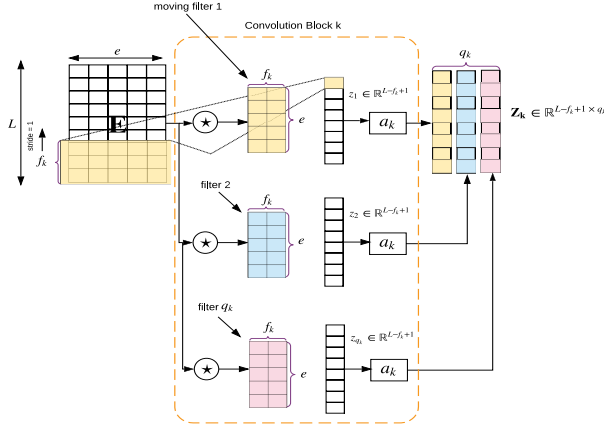 moving filter 1
Convolution Block k
e
L
stride = 1
f_k
E
f_k
e
z_1 ∈ ℝ^{L−f_k+1}
a_k
q_k
Z_k ∈ ℝ^{L−f_k+1 × q_k}
filter 2
e
z_2 ∈ ℝ^{L−f_k+1}
a_k
filter q_k
f_k
e
z_{q_k} ∈ ℝ^{L−f_k+1}
a_k